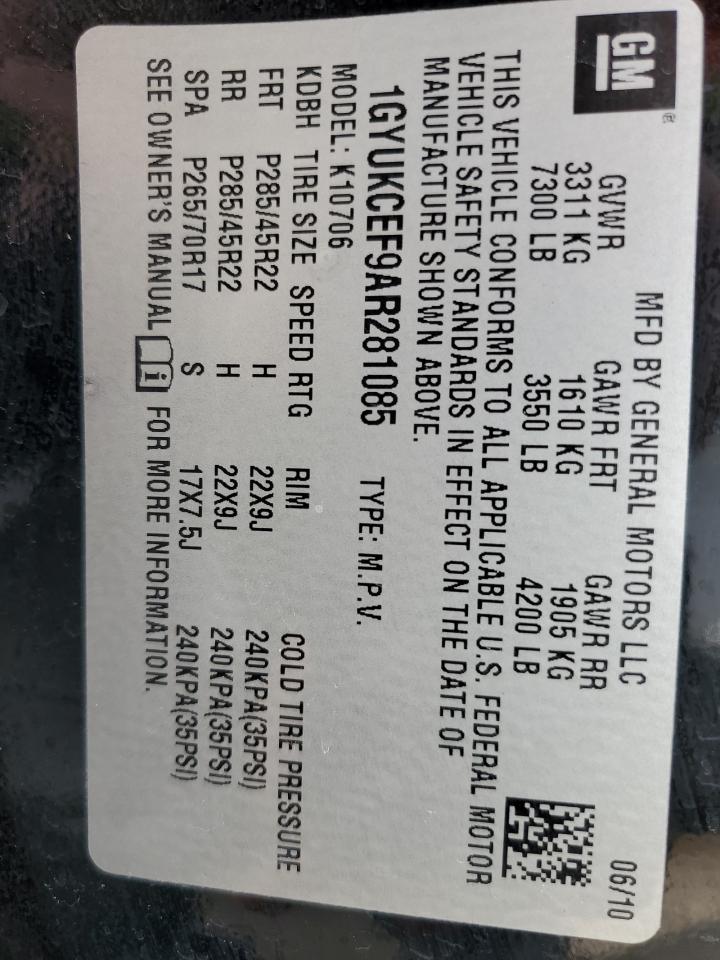 GM
MFD BY GENERAL MOTORS LLC 06/10
GVWR GAWR FRT GAWR RR
3311 KG 1610 KG 1905 KG
7300 LB 3550 LB 4200 LB
THIS VEHICLE CONFORMS TO ALL APPLICABLE U.S. FEDERAL MOTOR
VEHICLE SAFETY STANDARDS IN EFFECT ON THE DATE OF
MANUFACTURE SHOWN ABOVE.
1GYUKCEF9AR281085 TYPE: M.P.V.
MODEL: K10706
KDBH TIRE SIZE SPEED RTG RIM COLD TIRE PRESSURE
FRT P285/45R22 H 22X9J 240KPA(35PSI)
RR P285/45R22 H 22X9J 240KPA(35PSI)
SPA P265/70R17 S 17X7.5J 240KPA(35PSI)
SEE OWNER'S MANUAL i FOR MORE INFORMATION.